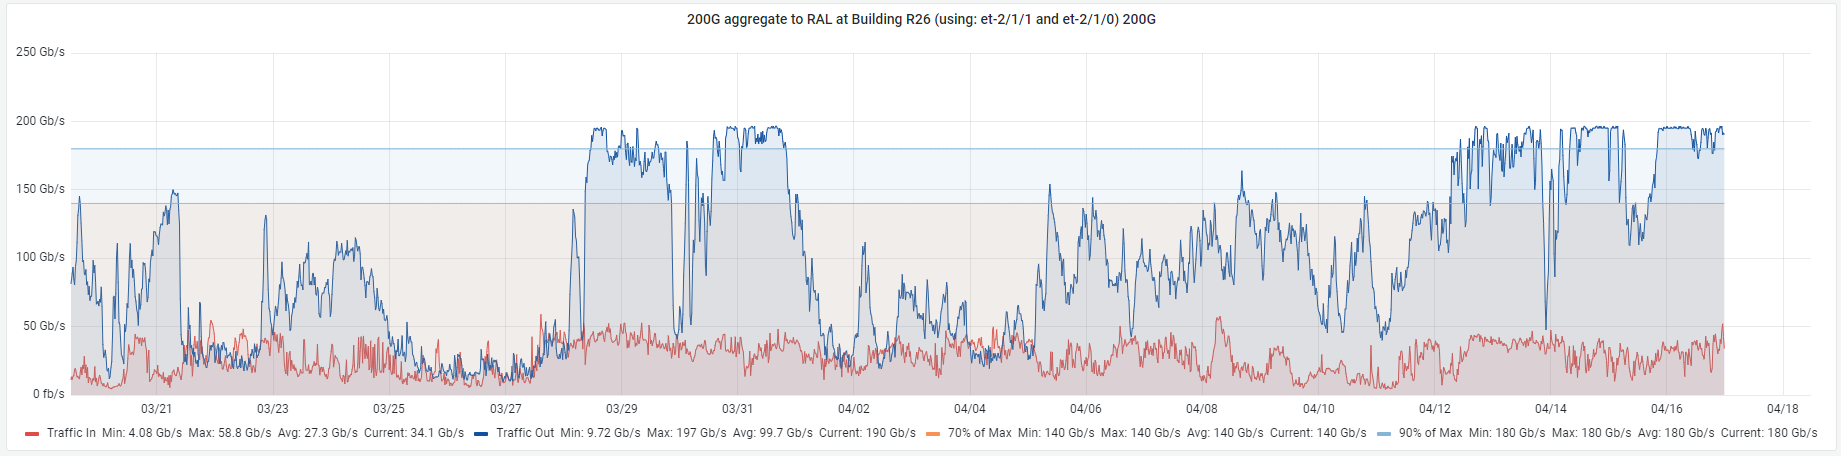 200G aggregate to RAL at Building R26 (using: et-2/1/1 and et-2/1/0) 200G
250 Gb/s
200 Gb/s
150 Gb/s
100 Gb/s
50 Gb/s
0 fb/s
03/21 03/23 03/25 03/27 03/29 03/31 04/02 04/04 04/06 04/08 04/10 04/12 04/14 04/16 04/18
Traffic In Min: 4.08 Gb/s Max: 58.8 Gb/s Avg: 27.3 Gb/s Current: 34.1 Gb/s Traffic Out Min: 9.72 Gb/s Max: 197 Gb/s Avg: 99.7 Gb/s Current: 190 Gb/s 70% of Max Min: 140 Gb/s Max: 140 Gb/s Avg: 140 Gb/s Current: 140 Gb/s 90% of Max Min: 180 Gb/s Max: 180 Gb/s Avg: 180 Gb/s Current: 180 Gb/s